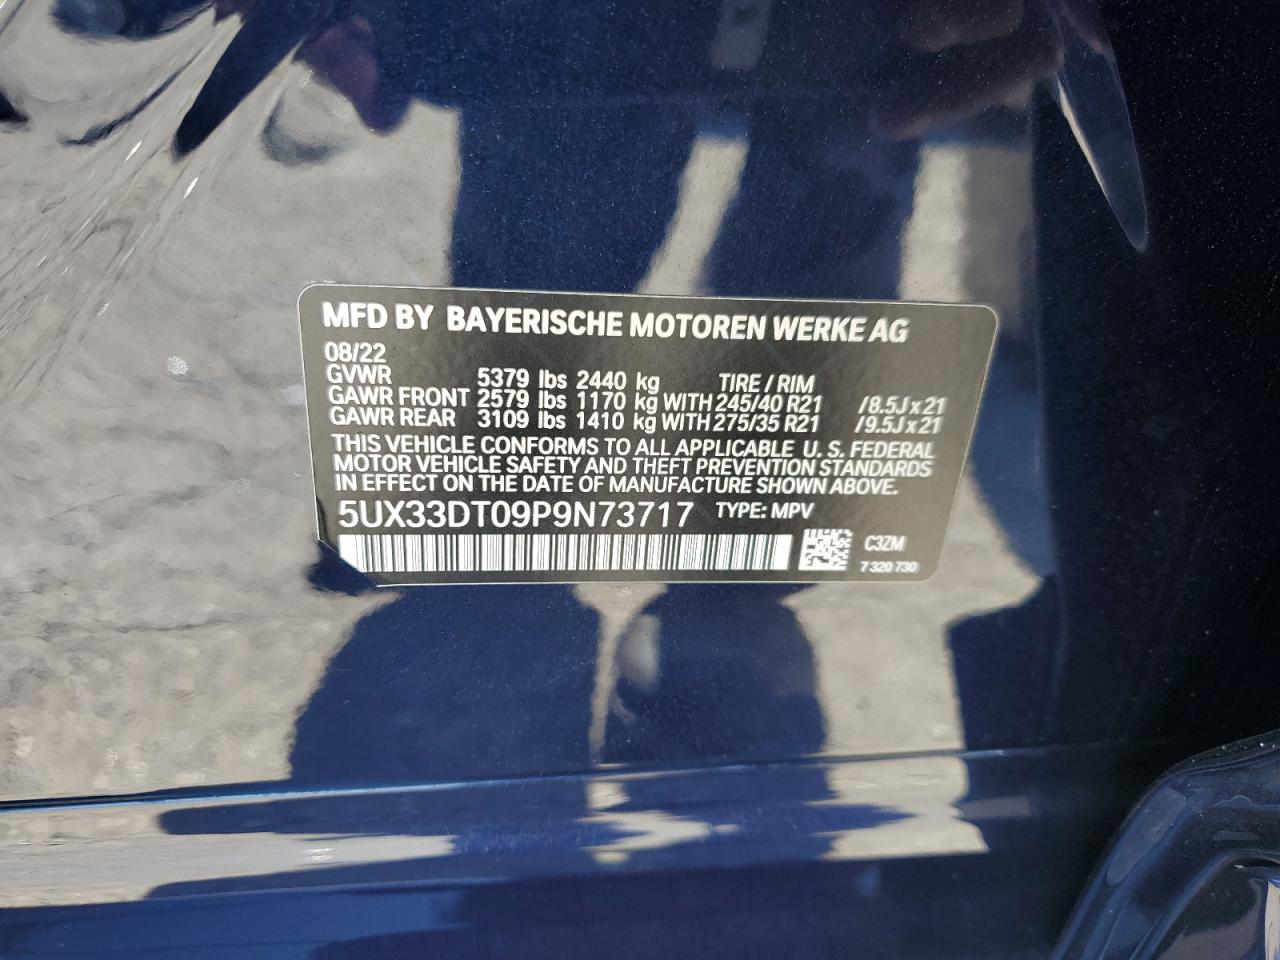 MFD BY BAYERISCHE MOTOREN WERKE AG
08/22
GVWR 5379 lbs 2440 kg TIRE / RIM
GAWR FRONT 2579 lbs 1170 kg WITH 245/40 R21 /8.5J x 21
GAWR REAR 3109 lbs 1410 kg WITH 275/35 R21 /9.5J x 21
THIS VEHICLE CONFORMS TO ALL APPLICABLE U. S. FEDERAL
MOTOR VEHICLE SAFETY AND THEFT PREVENTION STANDARDS
IN EFFECT ON THE DATE OF MANUFACTURE SHOWN ABOVE.
5UX33DT09P9N73717 TYPE: MPV
C3ZM
7 320 730